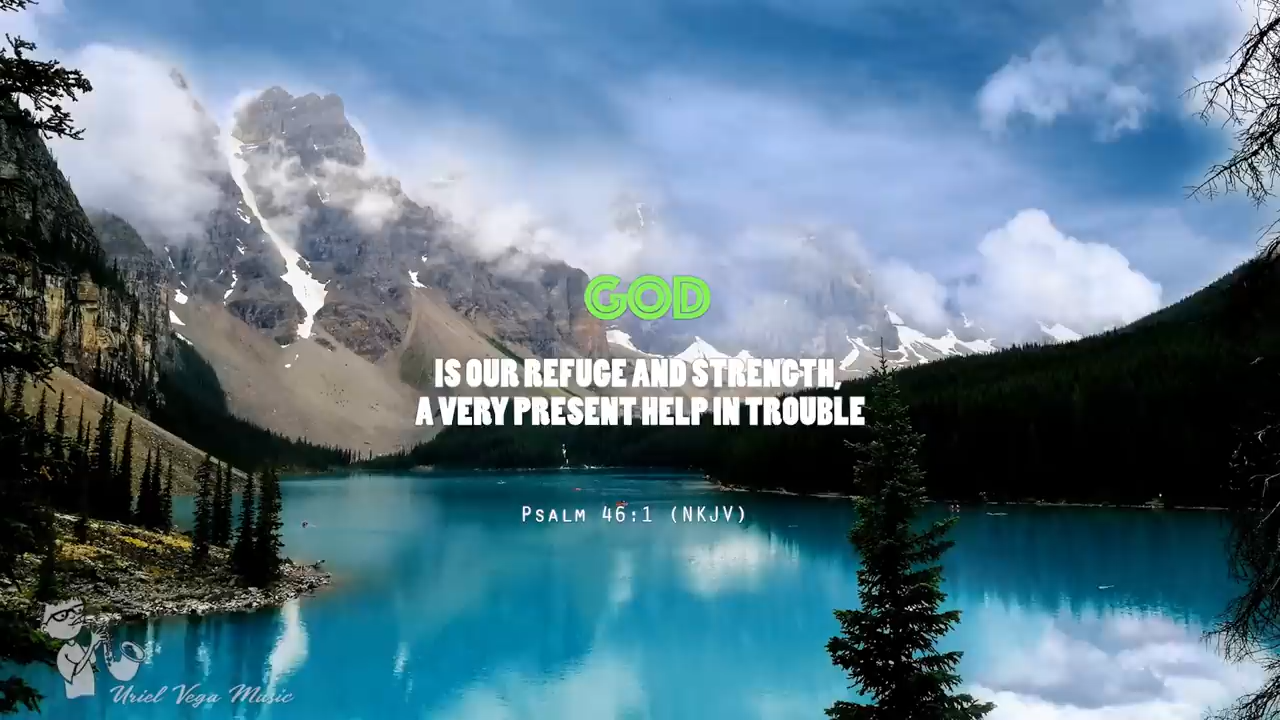 GOD
IS OUR REFUGE AND STRENGTH,
A VERY PRESENT HELP IN TROUBLE
Psalm 46:1 (NKJV)
Uriel Vega Music